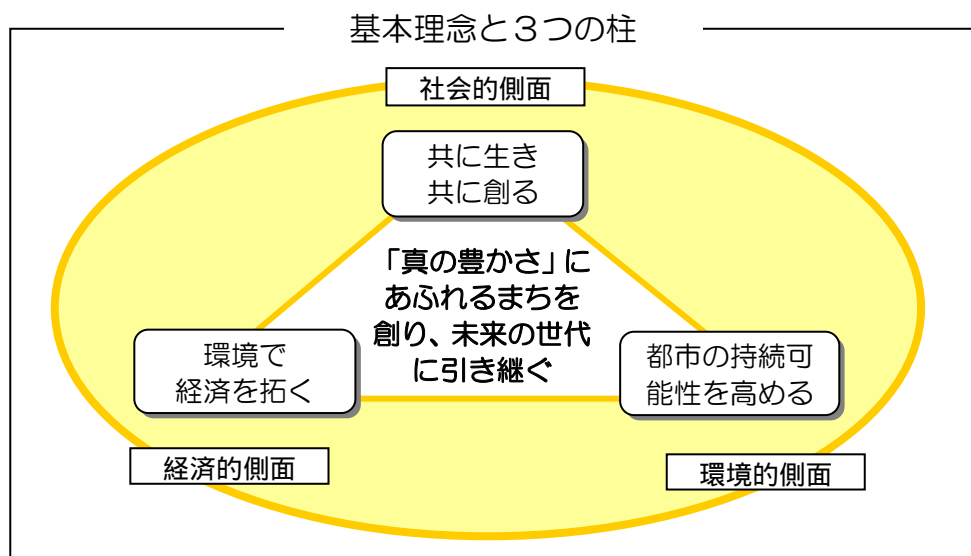 基本理念と３つの柱
社会的側面
共に生き
共に創る
「真の豊かさ」に
あふれるまちを
創り、未来の世代
に引き継ぐ
環境で
経済を拓く
都市の持続可
能性を高める
経済的側面
環境的側面